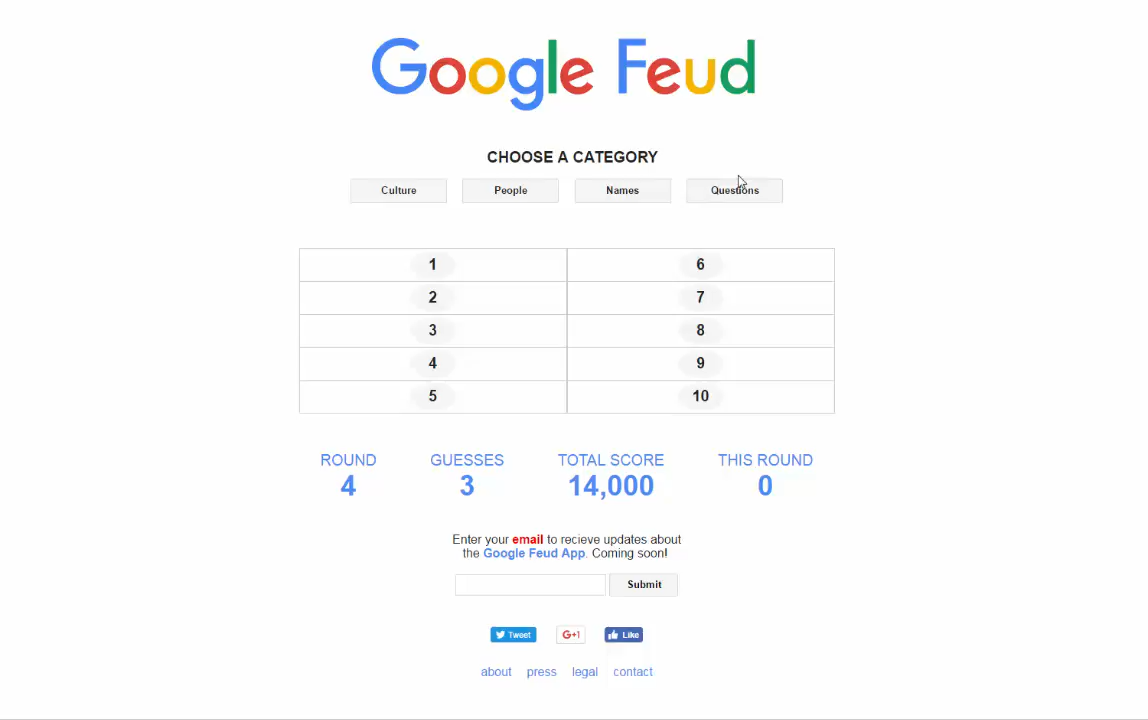 Google Feud
CHOOSE A CATEGORY
Culture People Names Questions
1 6
2 7
3 8
4 9
5 10
ROUND GUESSES TOTAL SCORE THIS ROUND
4 3 14,000 0
Enter your email to recieve updates about
the Google Feud App. Coming soon!
Submit
Tweet G+1 Like
about press legal contact